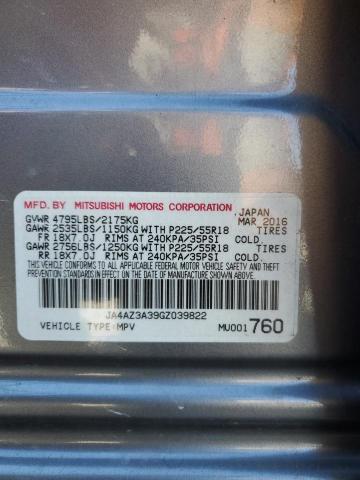 MFD. BY MITSUBISHI MOTORS CORPORATION JAPAN
GVWR 4795LBS/2175KG MAR 2016
GAWR 2535LBS/1150KG WITH P225/55R18 TIRES
FR 18X7.0J RIMS AT 240KPA/35PSI COLD.
GAWR 2756LBS/1250KG WITH P225/55R18 TIRES
RR 18X7.0J RIMS AT 240KPA/35PSI COLD.
THIS VEHICLE CONFORMS TO ALL APPLICABLE FEDERAL MOTOR VEHICLE
SAFETY AND THEFT PREVENTION STANDARDS IN EFFECT ON THE DATE
OF MANUFACTURE SHOWN ABOVE.
JA4AZ3A39GZ039822
VEHICLE TYPE:MPV MU001760